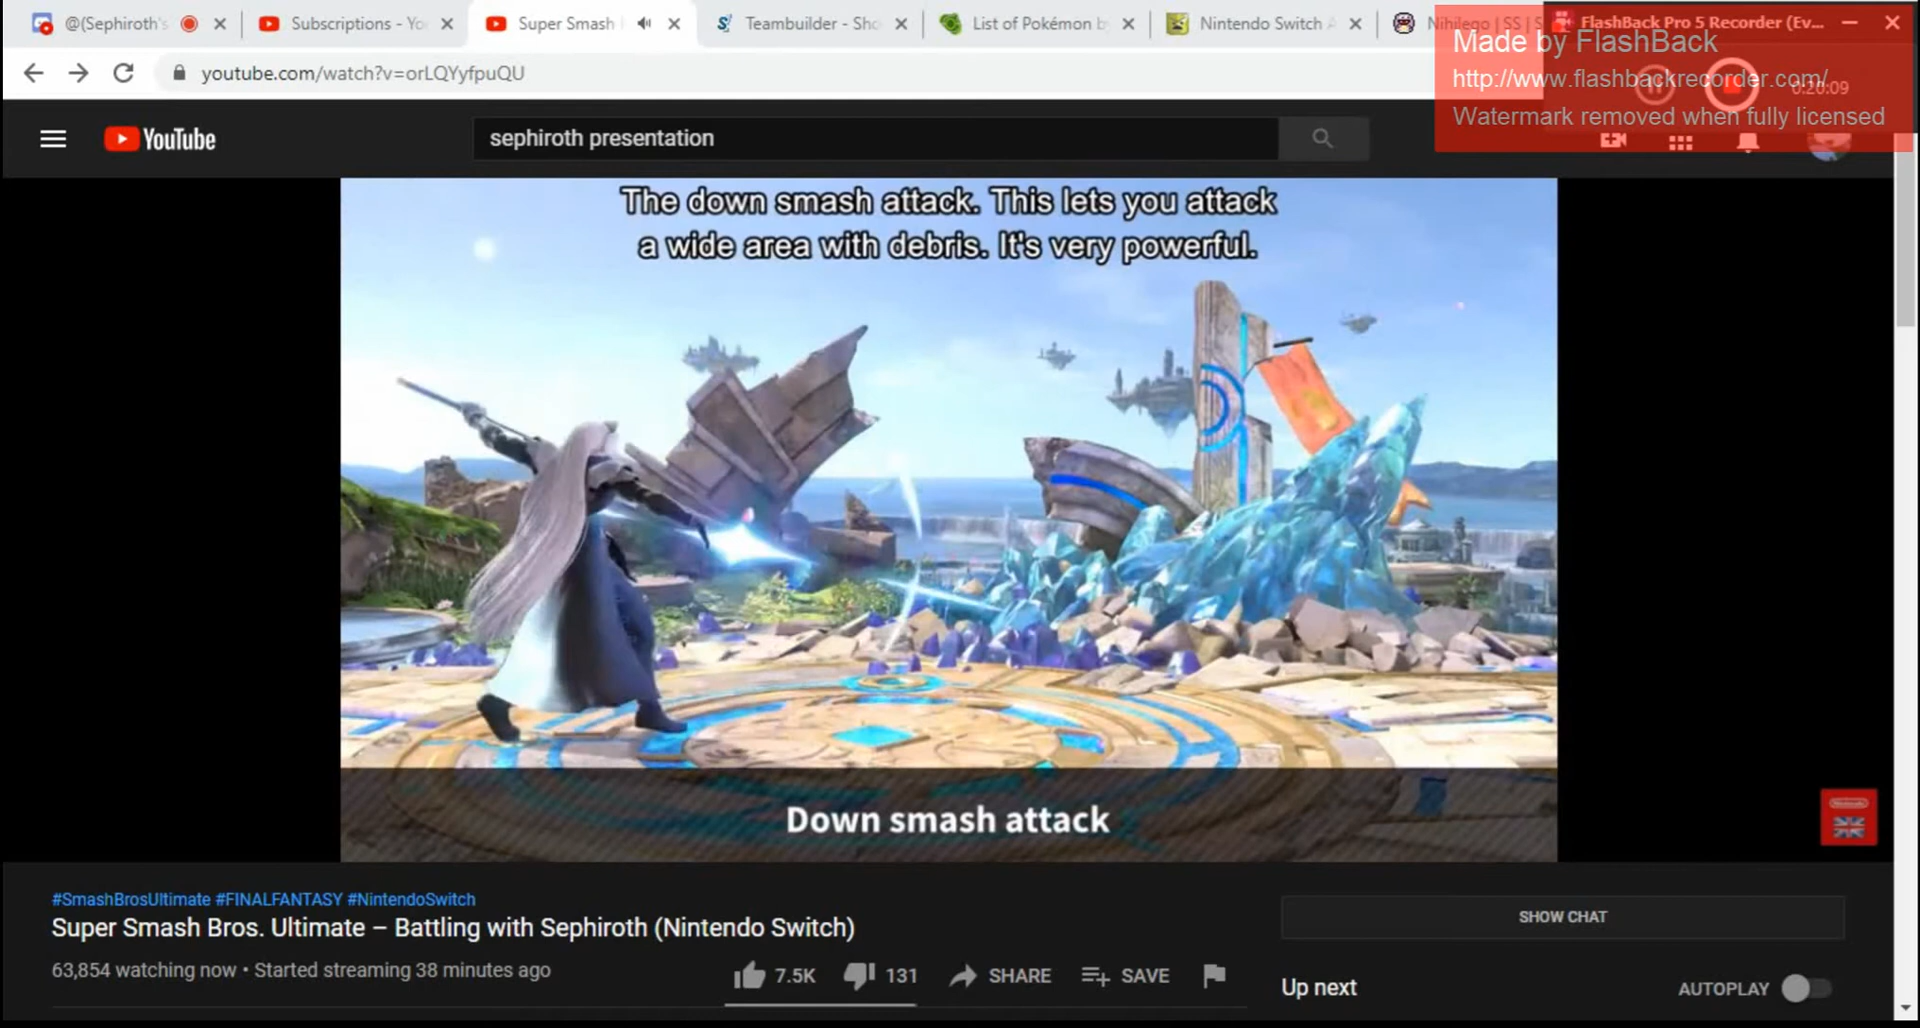 @(Sephiroth's
Subscriptions - Yo
Super Smash
Teambuilder - Sho
List of Pokémon b
Nintendo Switch
Nihilego | SS | S
FlashBack Pro 5 Recorder (Ev...
Made by FlashBack
http://www.flashbackrecorder.com/
0:20:09
Watermark removed when fully licensed
youtube.com/watch?v=orLQYyfpuQU
YouTube
sephiroth presentation
The down smash attack. This lets you attack
a wide area with debris. It's very powerful.
Down smash attack
Nintendo
#SmashBrosUltimate #FINALFANTASY #NintendoSwitch
Super Smash Bros. Ultimate – Battling with Sephiroth (Nintendo Switch)
63,854 watching now • Started streaming 38 minutes ago
7.5K
131
SHARE
SAVE
SHOW CHAT
Up next
AUTOPLAY